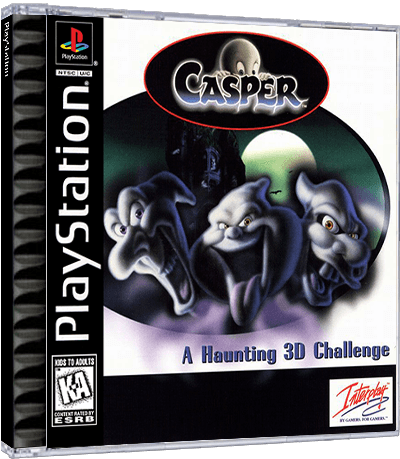 PlayStation
PlayStation
NTSC U/C
PlayStation
CASPER
A Haunting 3D Challenge
KIDS TO ADULTS
K-A
CONTENT RATED BY
ESRB
Interplay
BY GAMERS. FOR GAMERS.